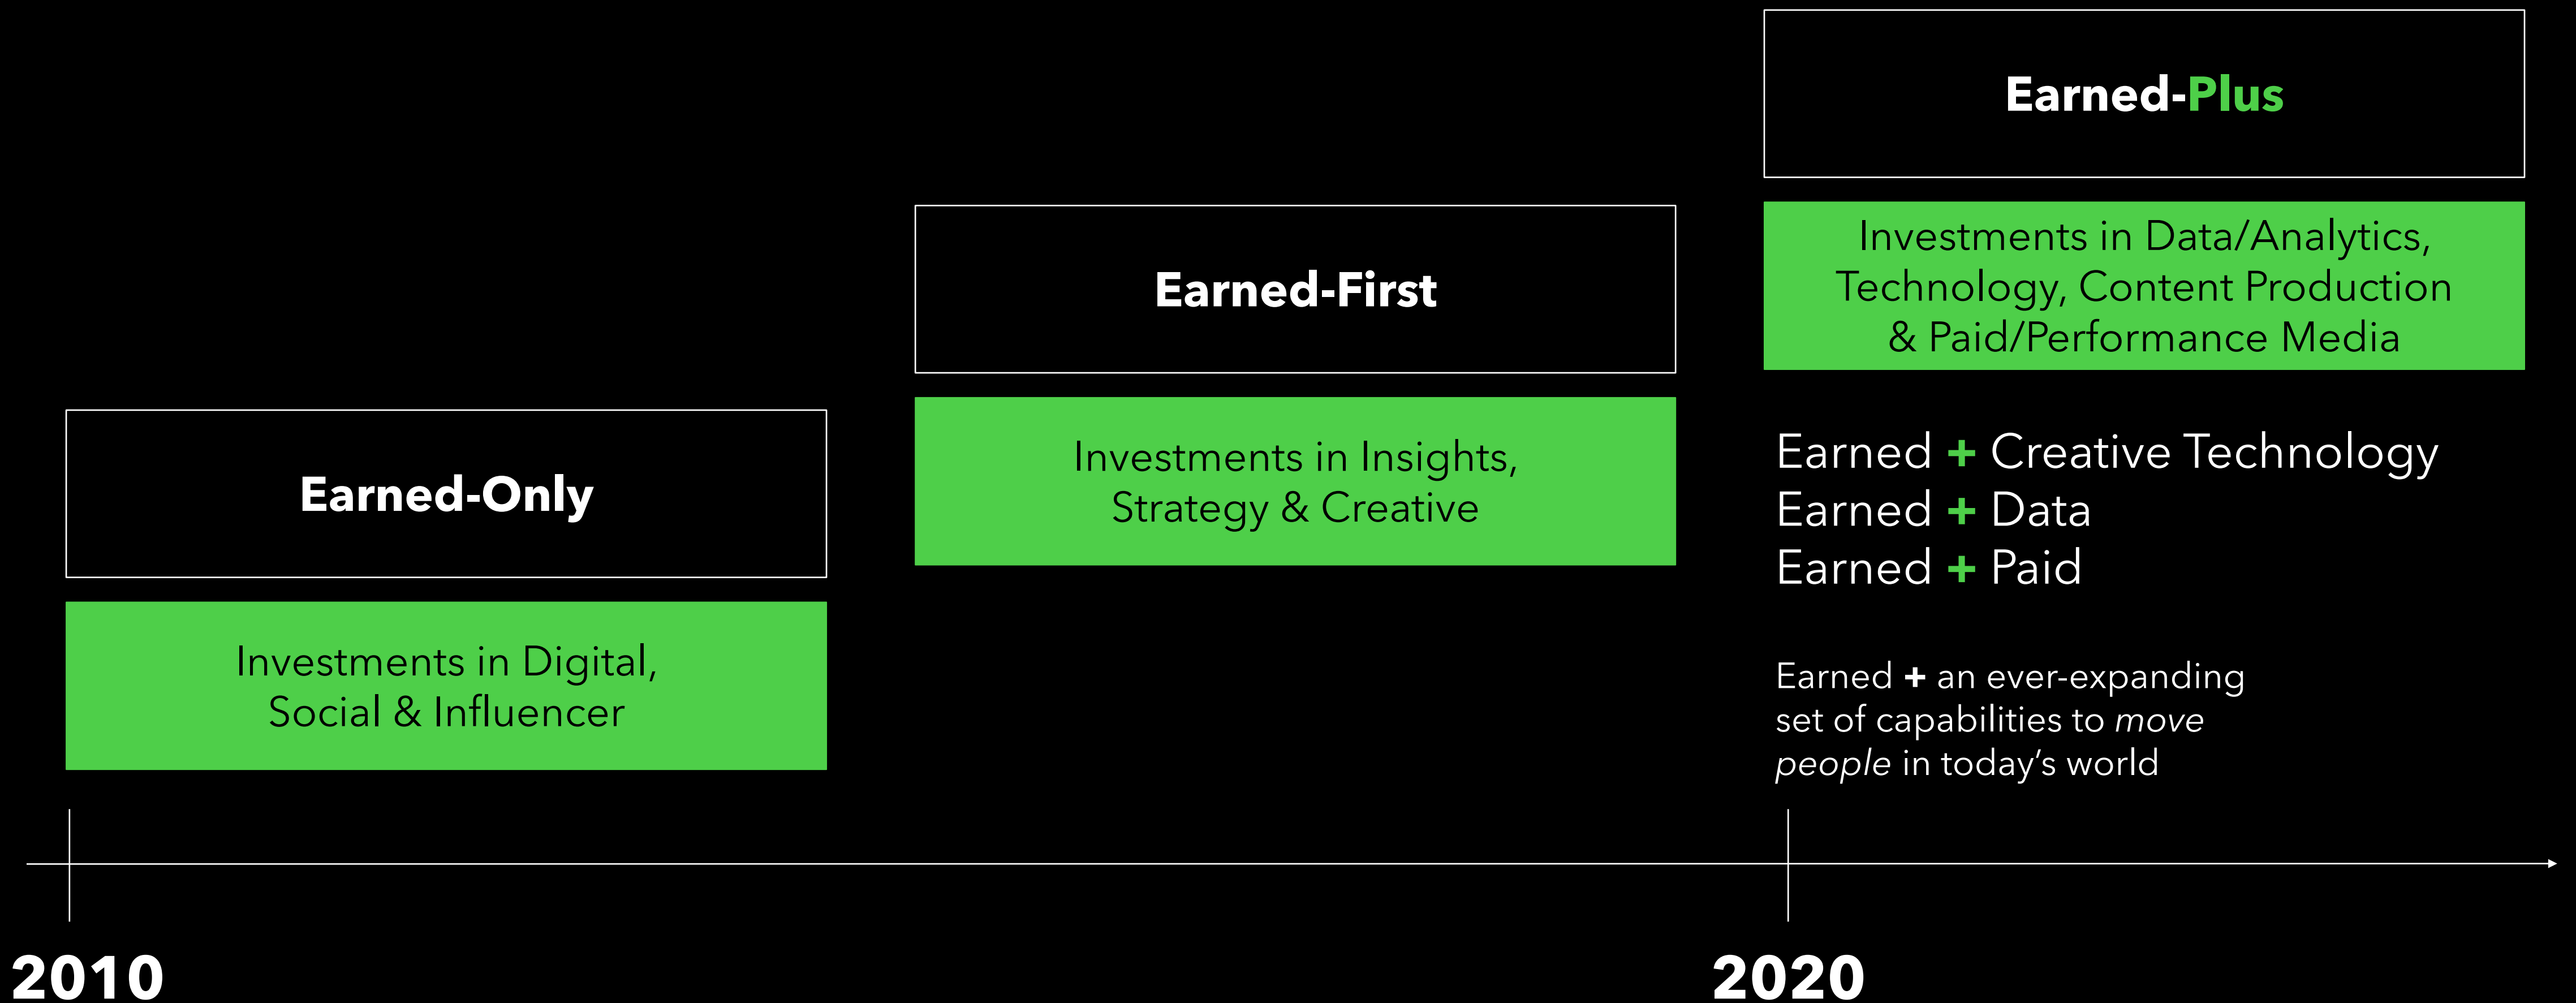 Earned-Only
Investments in Digital,
Social & Influencer
Earned-First
Investments in Insights,
Strategy & Creative
Earned-Plus
Investments in Data/Analytics,
Technology, Content Production
& Paid/Performance Media
Earned + Creative Technology
Earned + Data
Earned + Paid
Earned + an ever-expanding
set of capabilities to move
people in today’s world
2010
2020